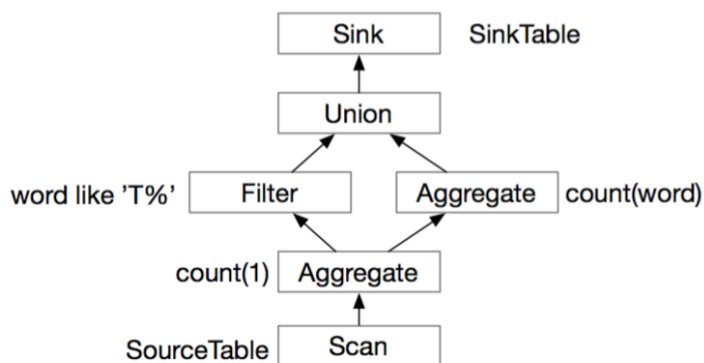 Sink SinkTable
Union
word like 'T%' Filter Aggregate count(word)
count(1) Aggregate
SourceTable Scan